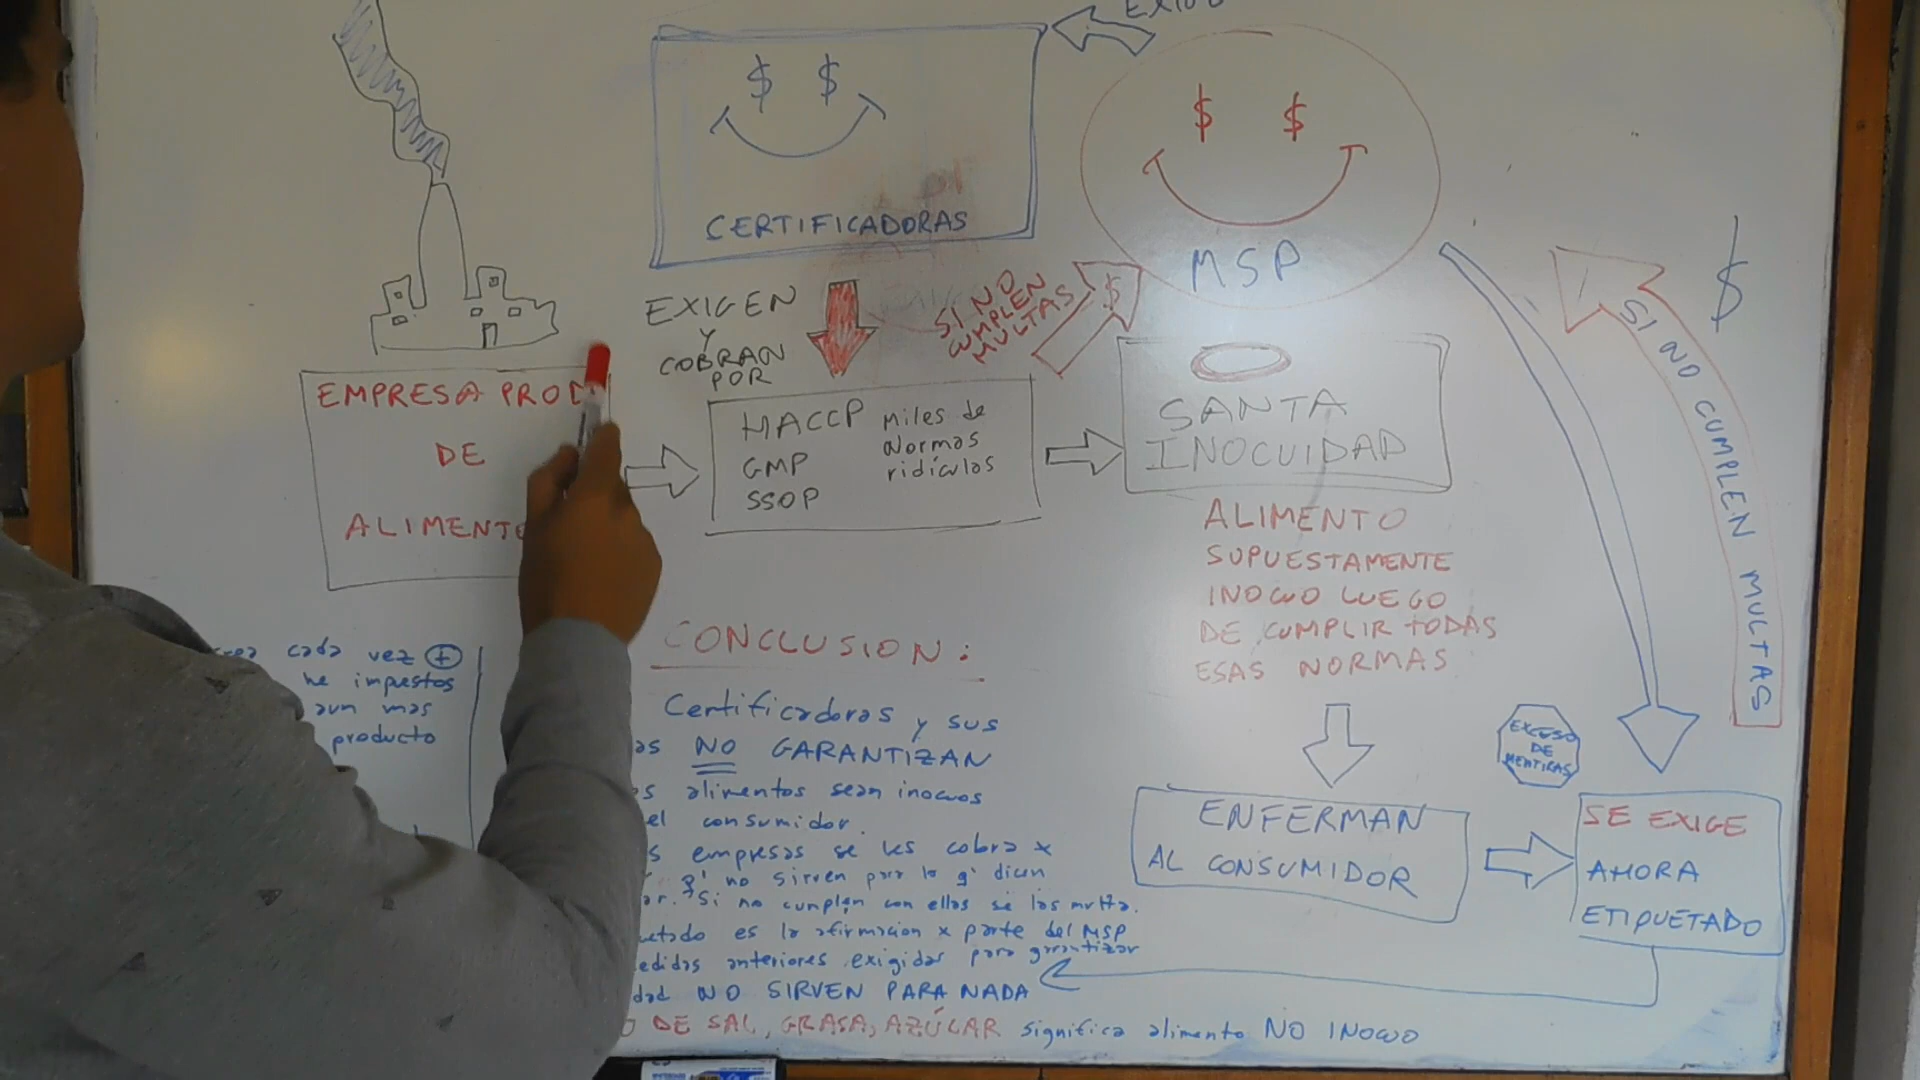 $ $
CERTIFICADORAS
$ $
MSP
EXIGEN
Y
COBRAN
POR
SI NO
CUMPLEN
MULTAS
$
$
SI NO CUMPLEN MULTAS
EMPRESA PROD
DE
ALIMENTO
HACCP Miles de
GMP Normas
SSOP ridículas
SANTA
INOCUIDAD
ALIMENTO
SUPUESTAMENTE
INOCUO LUEGO
DE CUMPLIR TODAS
ESAS NORMAS
ENFERMAN
AL CONSUMIDOR
EXCESO
DE
MENTIRAS
SE EXIGE
AHORA
ETIQUETADO
cada vez +
impuestos
aun mas
producto
CONCLUSION:
Certificadoras y sus
NO GARANTIZAN
alimentos sean inocuos
el consumidor.
empresas se les cobra x
q' no sirven para lo q' dicen
Si no cumplen con ellas se las multa.
es la afirmacion x parte del MSP
anteriores exigidas para garantizar
NO SIRVEN PARA NADA
DE SAL, GRASA, AZÚCAR significa alimento NO INOCUO